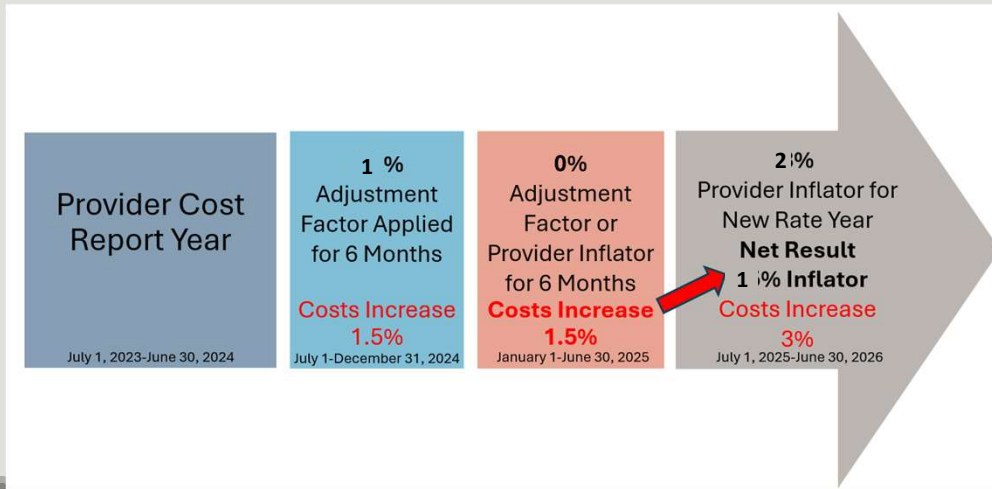 Provider Cost
Report Year
July 1, 2023-June 30, 2024
1 %
Adjustment
Factor Applied
for 6 Months
Costs Increase
1.5%
July 1-December 31, 2024
0%
Adjustment
Factor or
Provider Inflator
for 6 Months
Costs Increase
1.5%
January 1-June 30, 2025
Provider Inflator for
New Rate Year
Net Result
Inflator
Costs Increase
3%
July 1, 2025-June 30, 2026